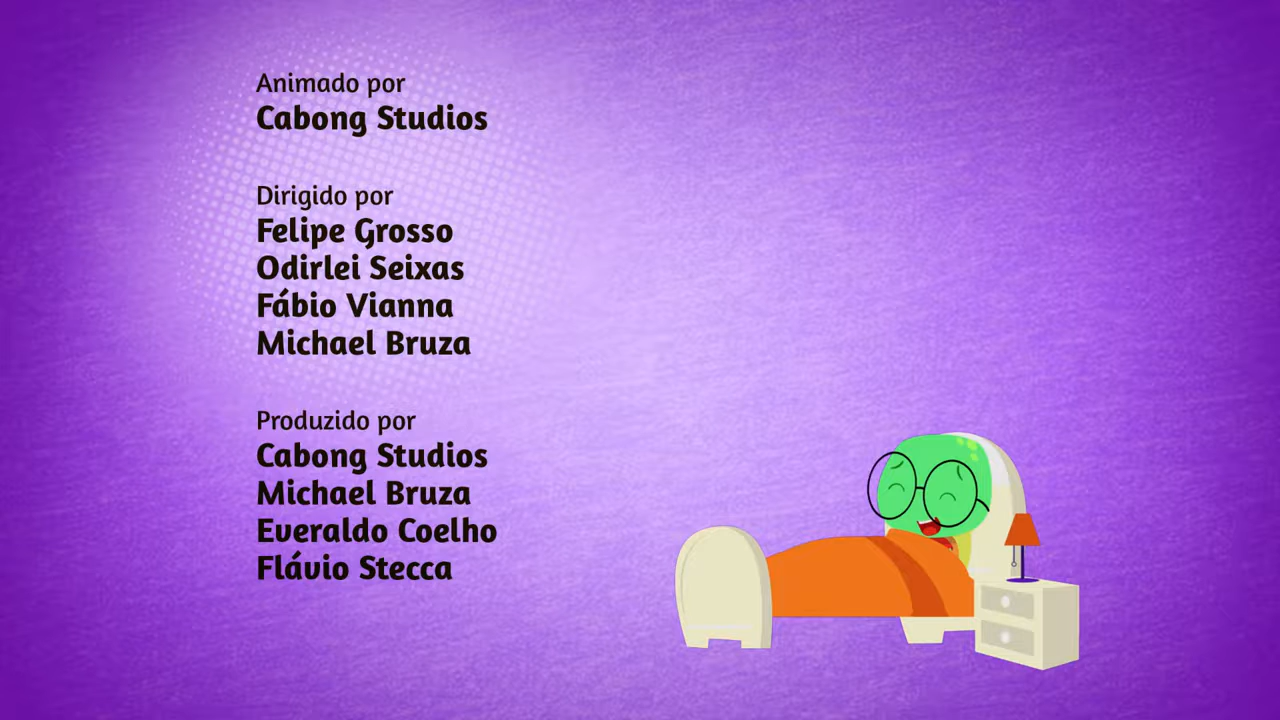 Animado por
Cabong Studios
Dirigido por
Felipe Grosso
Odirlei Seixas
Fábio Vianna
Michael Bruza
Produzido por
Cabong Studios
Michael Bruza
Everaldo Coelho
Flávio Stecca